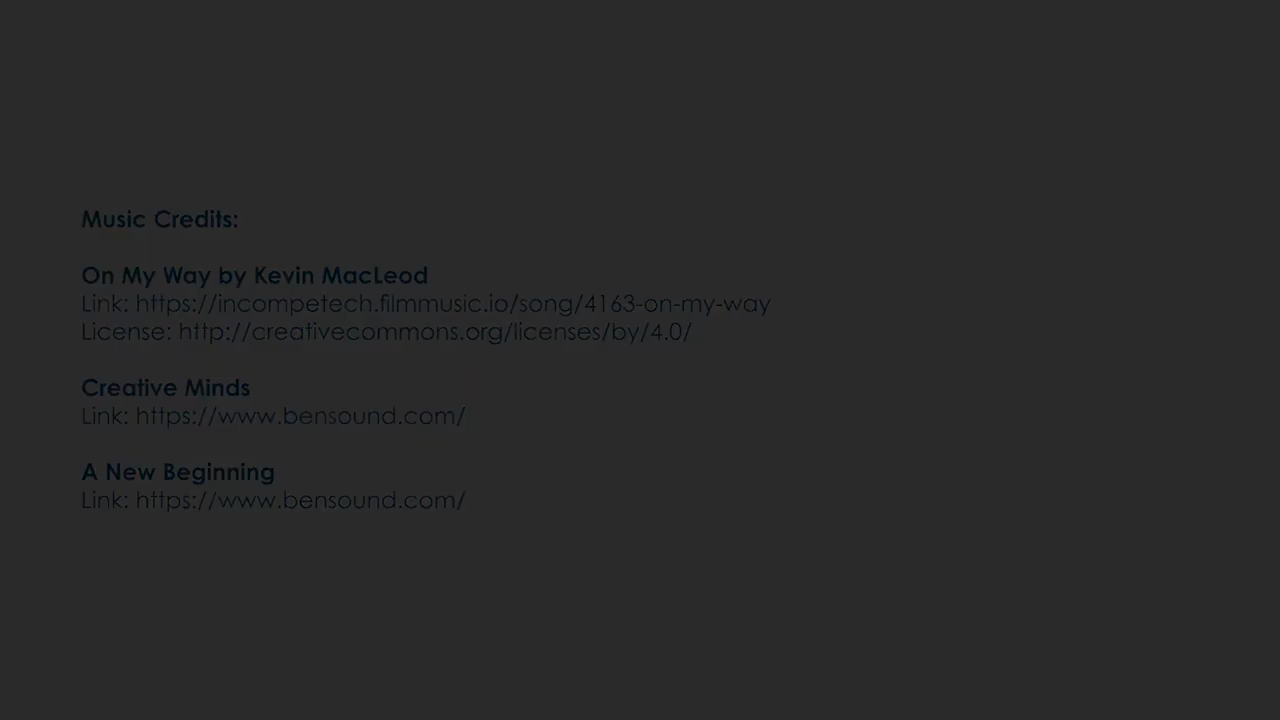 Music Credits:
On My Way by Kevin MacLeod
Link: https://incompetech.filmmusic.io/song/4163-on-my-way
License: http://creativecommons.org/licenses/by/4.0/
Creative Minds
Link: https://www.bensound.com/
A New Beginning
Link: https://www.bensound.com/